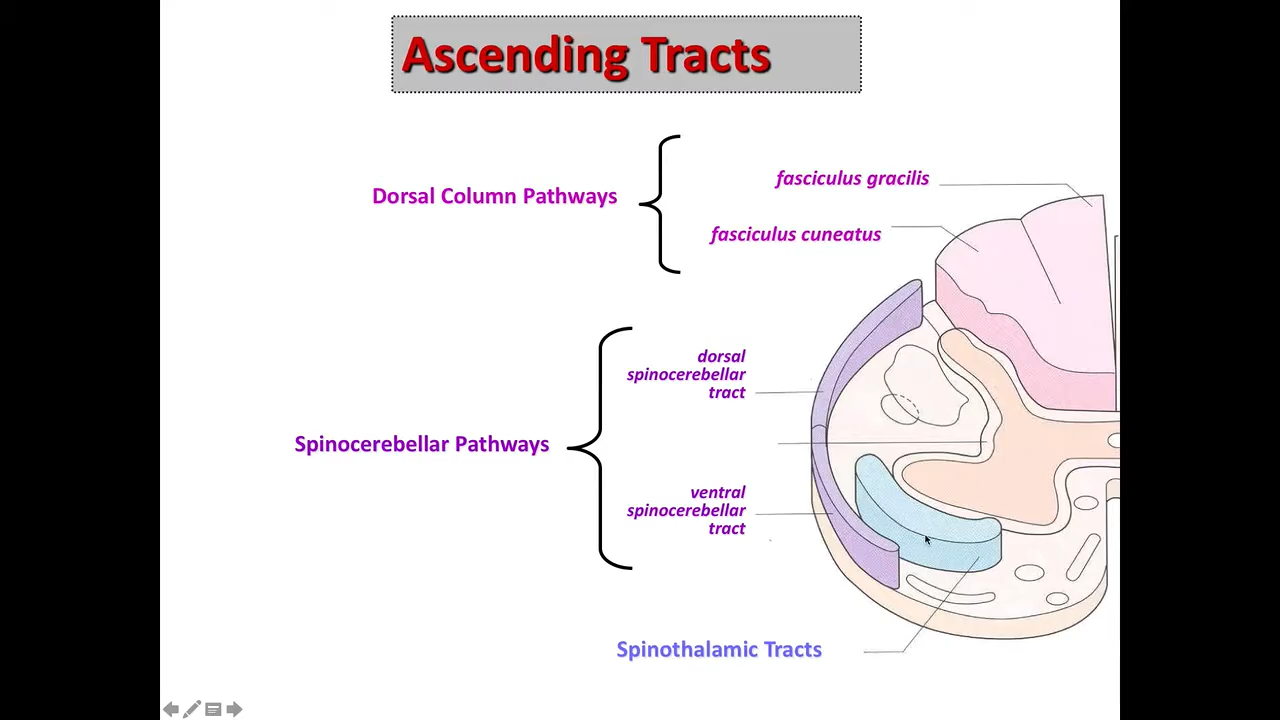 Ascending Tracts
Dorsal Column Pathways
fasciculus gracilis
fasciculus cuneatus
dorsal
spinocerebellar
tract
Spinocerebellar Pathways
ventral
spinocerebellar
tract
Spinothalamic Tracts